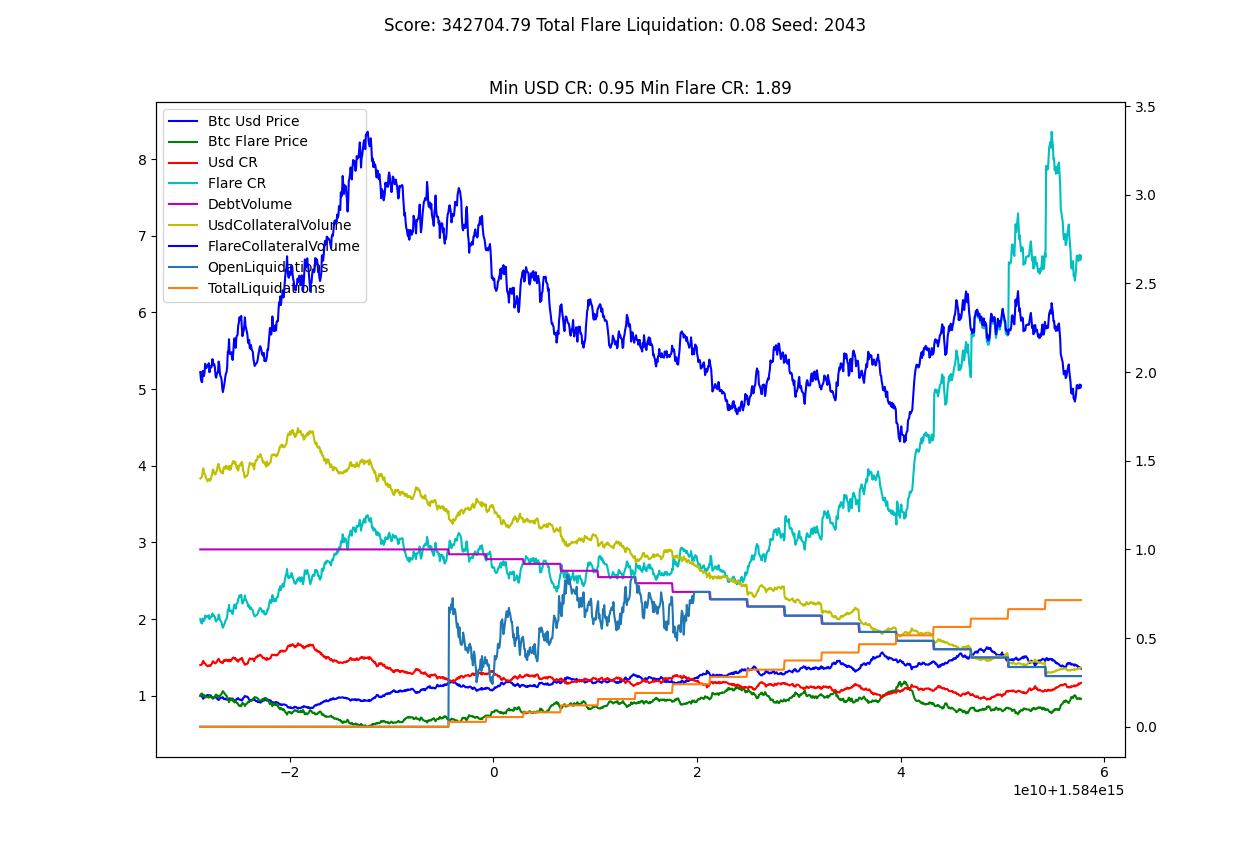 Score: 342704.79 Total Flare Liquidation: 0.08 Seed: 2043
Min USD CR: 0.95 Min Flare CR: 1.89
Btc Usd Price
Btc Flare Price
Usd CR
Flare CR
DebtVolume
UsdCollateralVolume
FlareCollateralVolume
OpenLiquidations
TotalLiquidations
8
7
6
5
4
3
2
1
3.5
3.0
2.5
2.0
1.5
1.0
0.5
0.0
−2 0 2 4 6
1e10+1.584e15